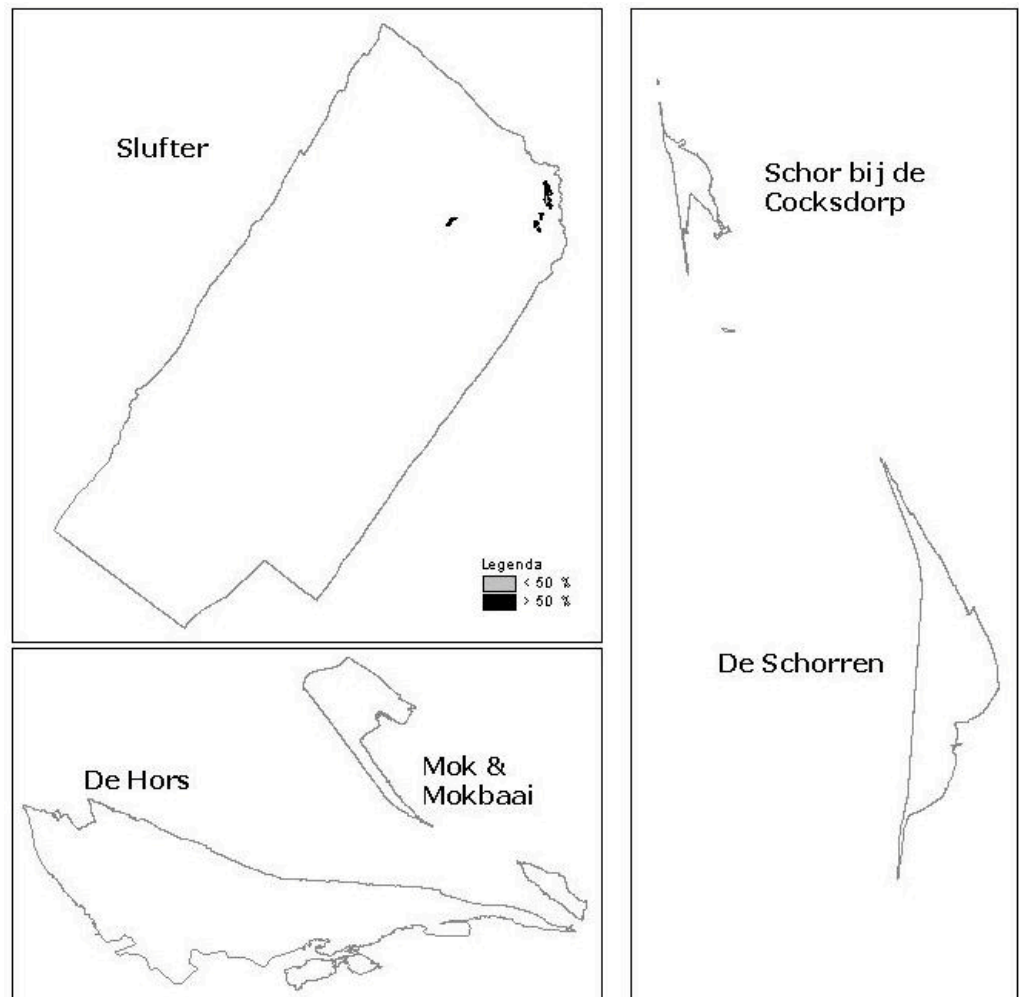 Slufter
Legenda
< 50 %
> 50 %
De Hors
Mok &
Mokbaai
Schor bij de
Cocksdorp
De Schorren